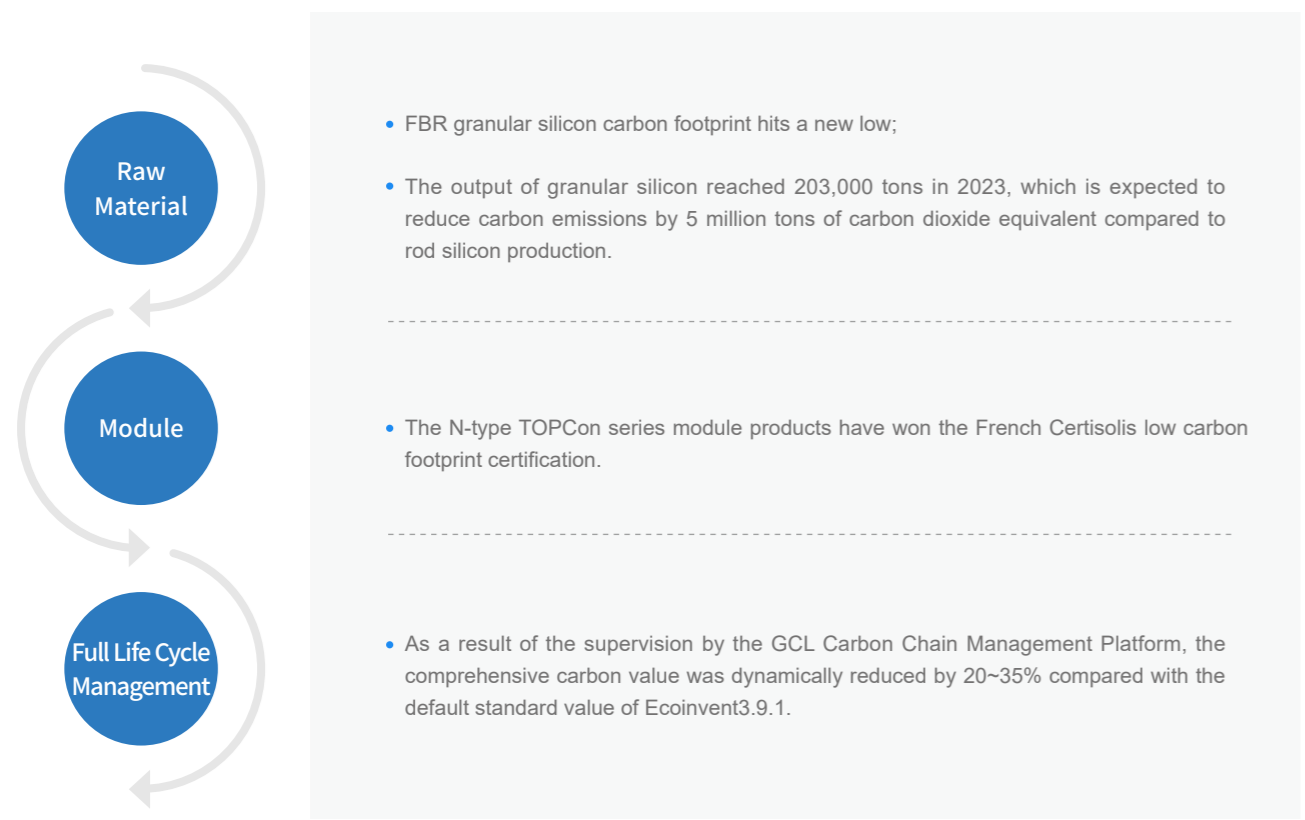 Raw
Material
• FBR granular silicon carbon footprint hits a new low;
• The output of granular silicon reached 203,000 tons in 2023, which is expected to
reduce carbon emissions by 5 million tons of carbon dioxide equivalent compared to
rod silicon production.
Module
• The N-type TOPCon series module products have won the French Certisolis low carbon
footprint certification.
Full Life Cycle
Management
• As a result of the supervision by the GCL Carbon Chain Management Platform, the
comprehensive carbon value was dynamically reduced by 20~35% compared with the
default standard value of Ecoinvent3.9.1.